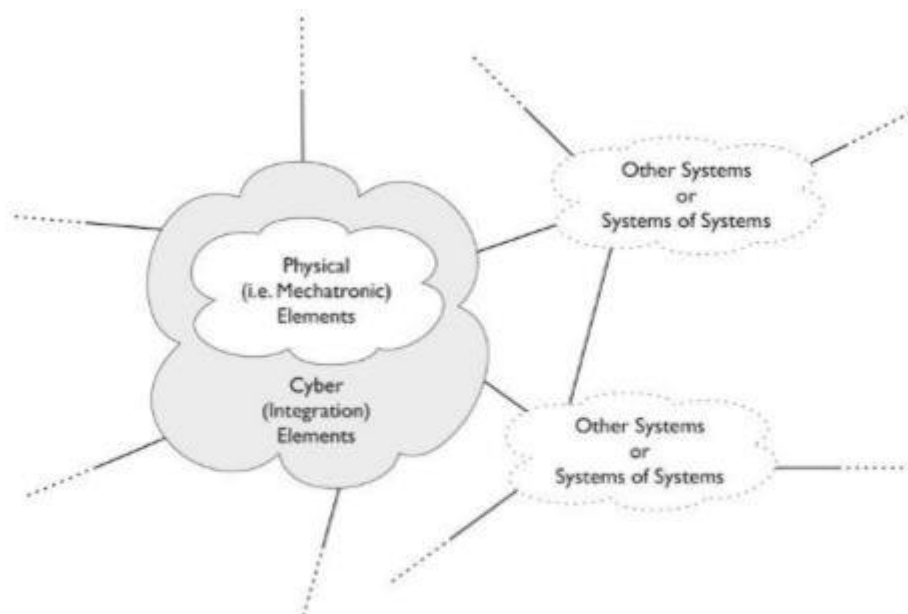 Other Systems
or
Systems of Systems
Physical
(i.e. Mechatronic)
Elements
Cyber
(Integration)
Elements
Other Systems
or
Systems of Systems